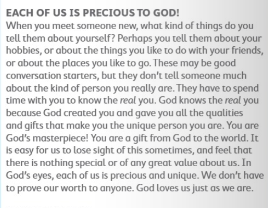 EACH OF US IS PRECIOUS TO GOD!
When you meet someone new, what kind of things do you
tell them about yourself? Perhaps you tell them about your
hobbies, or about the things you like to do with your friends,
or about the places you like to go. These may be good
conversation starters, but they don't tell someone much
about the kind of person you really are. They have to spend
time with you to know the real you. God knows the real you
because God created you and gave you all the qualities
and gifts that make you the unique person you are. You are
God's masterpiece! You are a gift from God to the world. It
is easy for us to lose sight of this sometimes, and feel that
there is nothing special or of any great value about us. In
God's eyes, each of us is precious and unique. We don't have
to prove our worth to anyone. God loves us just as we are.